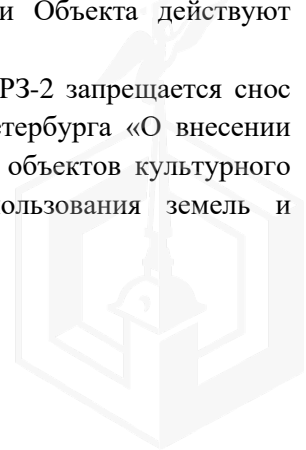 и Объекта действуют
РЗ-2 запрещается снос
етербурга «О внесении
объектов культурного
ользования земель и